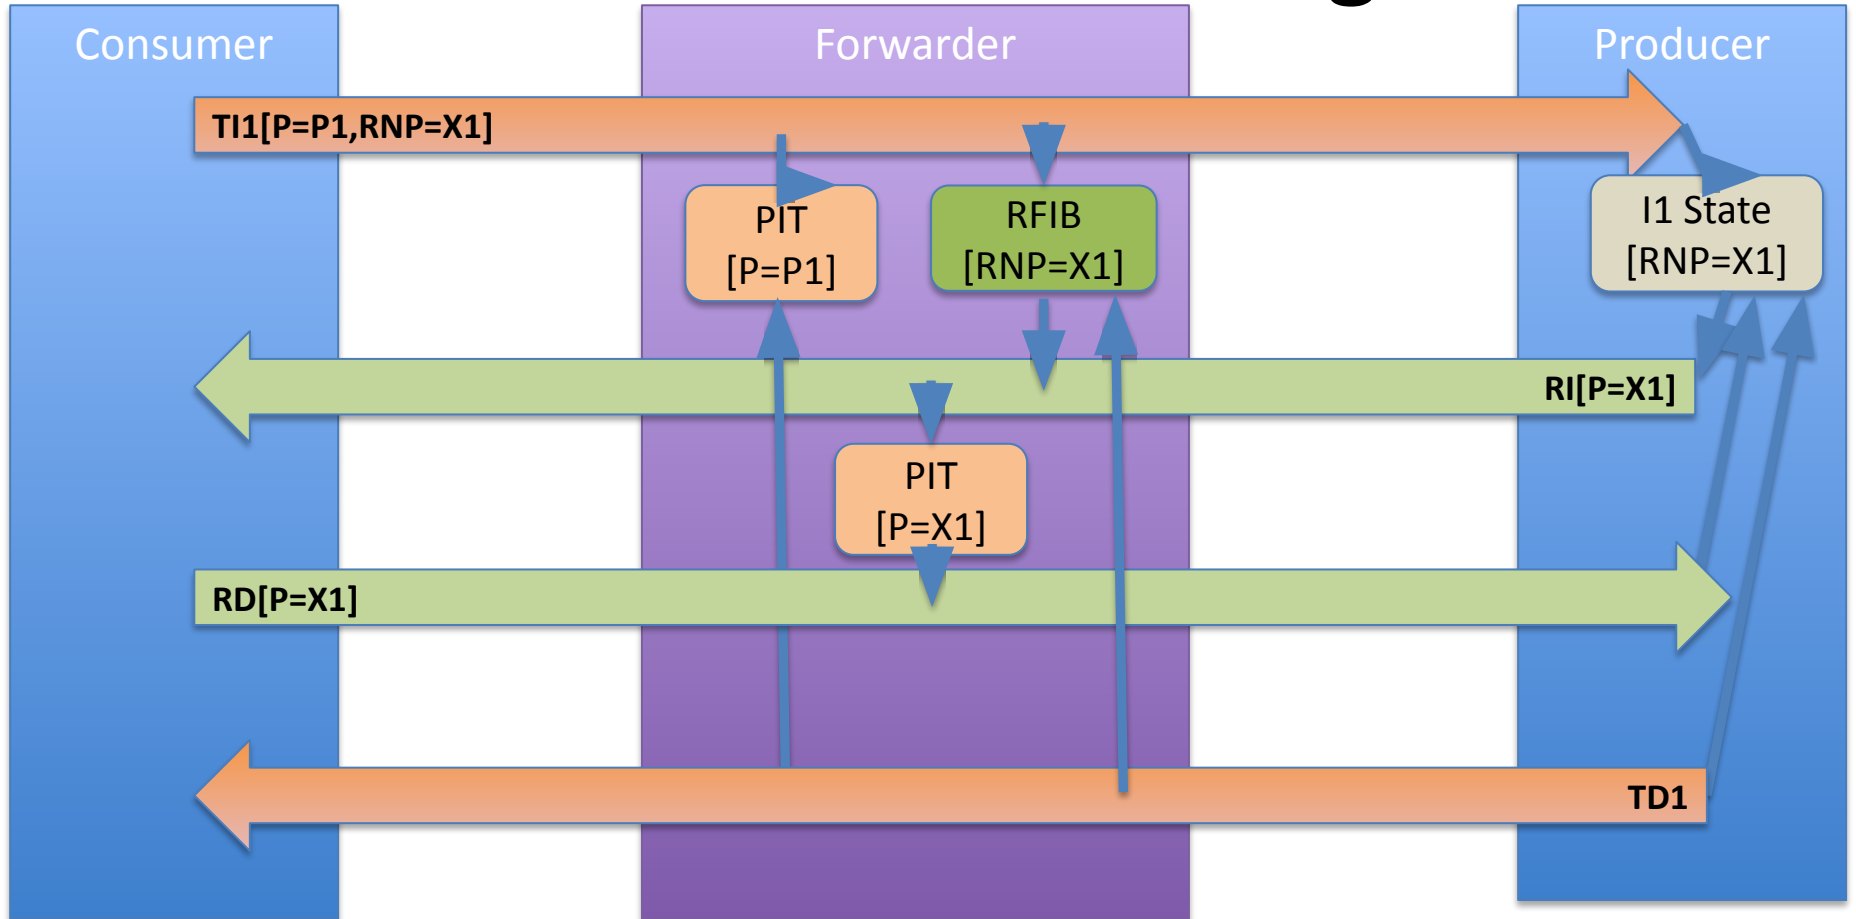 Consumer
Forwarder
Producer
TI1[P=P1,RNP=X1]
PIT
[P=P1]
RFIB
[RNP=X1]
I1 State
[RNP=X1]
RI[P=X1]
PIT
[P=X1]
RD[P=X1]
TD1